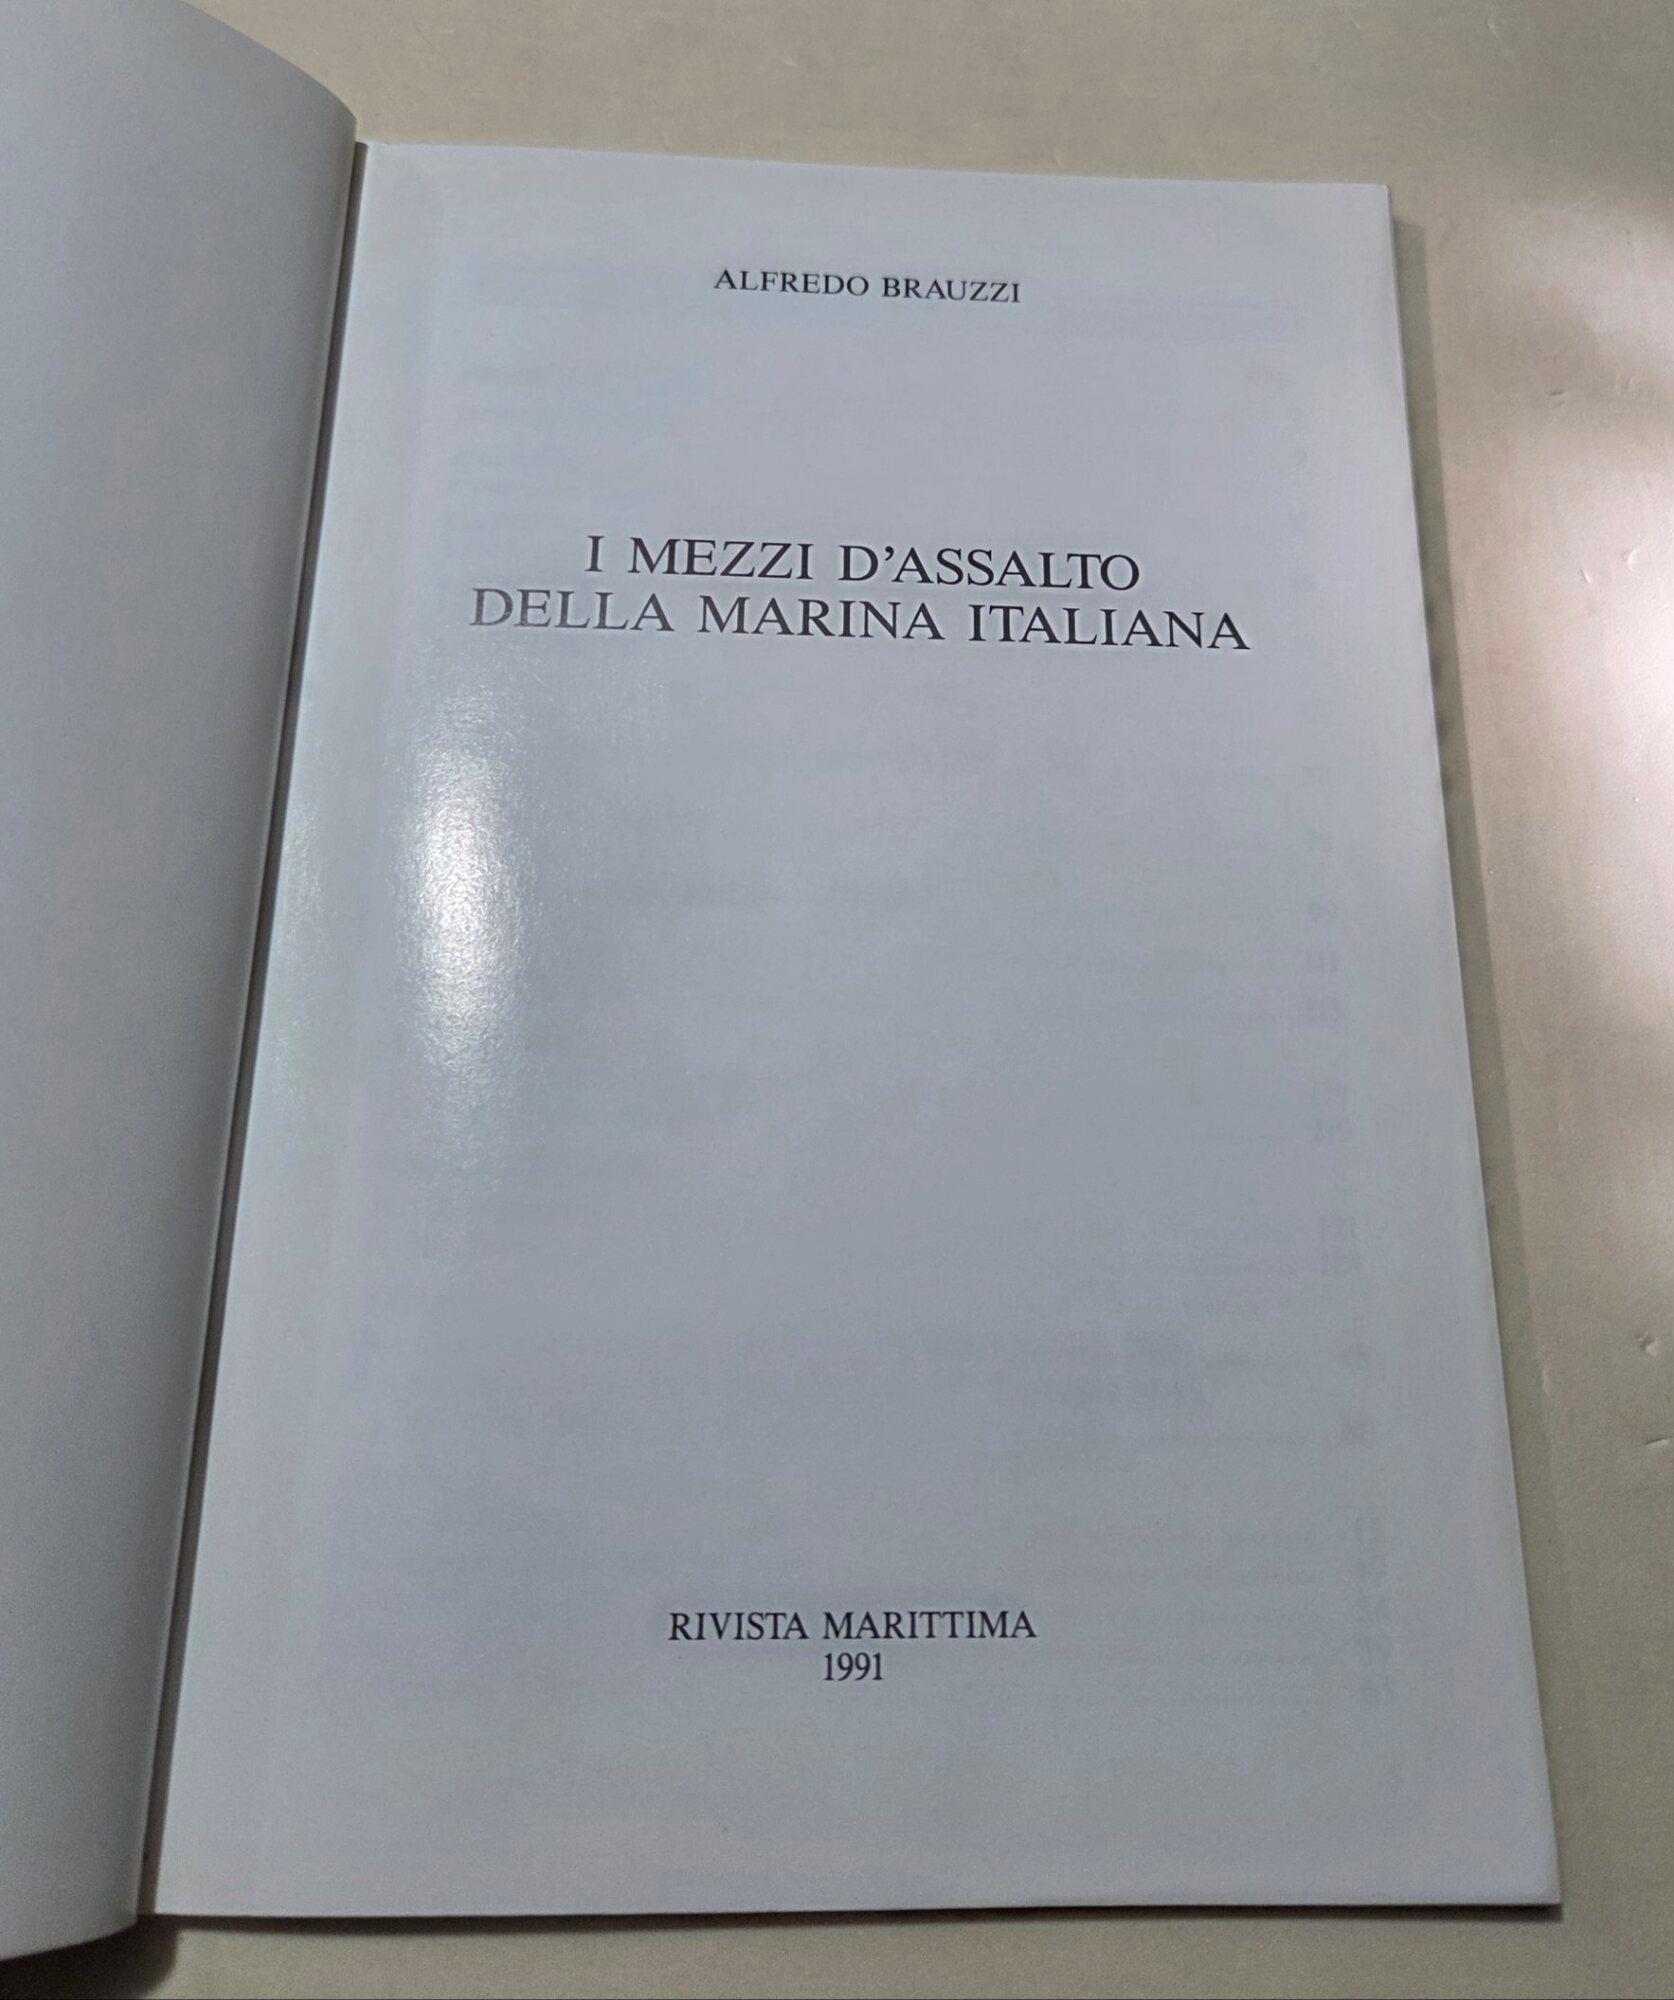 ALFREDO BRAUZZI
I MEZZI D’ASSALTO
DELLA MARINA ITALIANA
RIVISTA MARITTIMA
1991